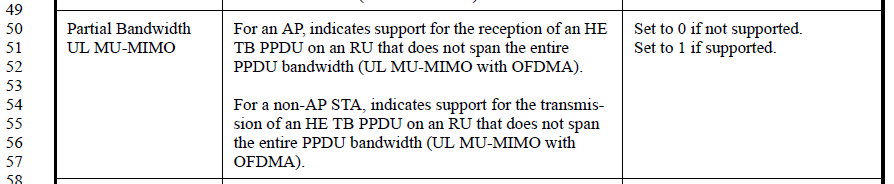 49
50 Partial Bandwidth For an AP, indicates support for the reception of an HE Set to 0 if not supported.
51 UL MU-MIMO TB PPDU on an RU that does not span the entire Set to 1 if supported.
52 PPDU bandwidth (UL MU-MIMO with OFDMA).
53
54 For a non-AP STA, indicates support for the transmis-
55 sion of an HE TB PPDU on an RU that does not span
56 the entire PPDU bandwidth (UL MU-MIMO with
57 OFDMA).
58